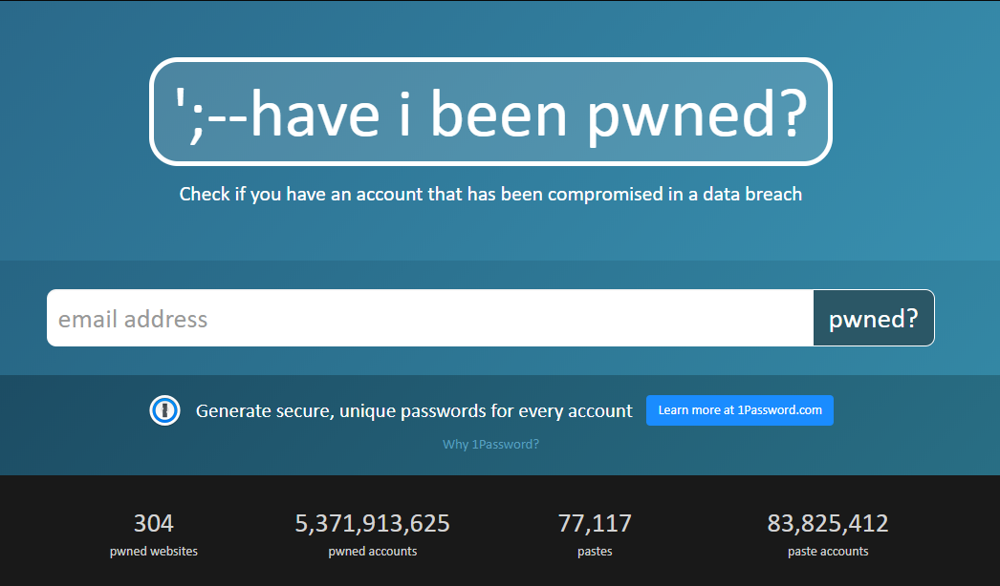 ';--have i been pwned?
Check if you have an account that has been compromised in a data breach
email address
pwned?
Generate secure, unique passwords for every account
Learn more at 1Password.com
Why 1Password?
304
pwned websites
5,371,913,625
pwned accounts
77,117
pastes
83,825,412
paste accounts